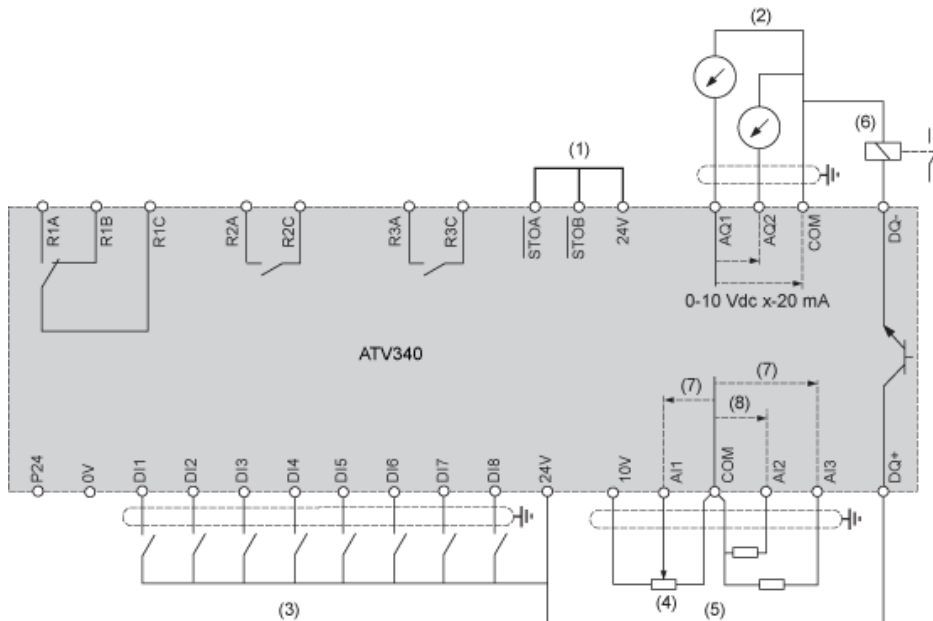 (2)
(6)
(1)
R1A
R1B
R1C
R2A
R2C
R3A
R3C
STOA
STOB
24V
AQ1
AQ2
COM
DQ-
0-10 Vdc x-20 mA
ATV340
(7)
(7)
(8)
P24
0V
DI1
DI2
DI3
DI4
DI5
DI6
DI7
DI8
24V
10V
AI1
COM
AI2
AI3
DQ+
(3)
(4)
(5)